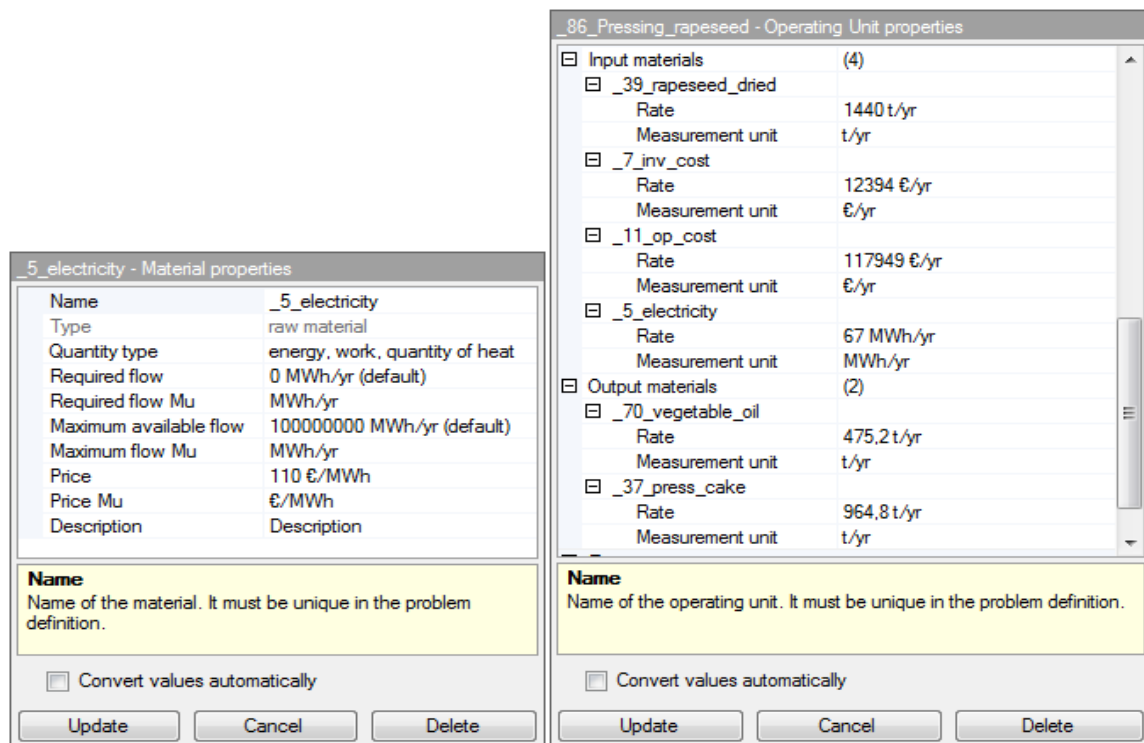 _5_electricity - Material properties
Name _5_electricity
Type raw material
Quantity type energy, work, quantity of heat
Required flow 0 MWh/yr (default)
Required flow Mu MWh/yr
Maximum available flow 100000000 MWh/yr (default)
Maximum flow Mu MWh/yr
Price 110 €/MWh
Price Mu €/MWh
Description Description
Name
Name of the material. It must be unique in the problem
definition.
Convert values automatically
Update Cancel Delete
_86_Pressing_rapeseed - Operating Unit properties
Input materials (4)
_39_rapeseed_dried
Rate 1440 t/yr
Measurement unit t/yr
_7_inv_cost
Rate 12394 €/yr
Measurement unit €/yr
_11_op_cost
Rate 117949 €/yr
Measurement unit €/yr
_5_electricity
Rate 67 MWh/yr
Measurement unit MWh/yr
Output materials (2)
_70_vegetable_oil
Rate 475,2 t/yr
Measurement unit t/yr
_37_press_cake
Rate 964,8 t/yr
Measurement unit t/yr
Name
Name of the operating unit. It must be unique in the problem definition.
Convert values automatically
Update Cancel Delete